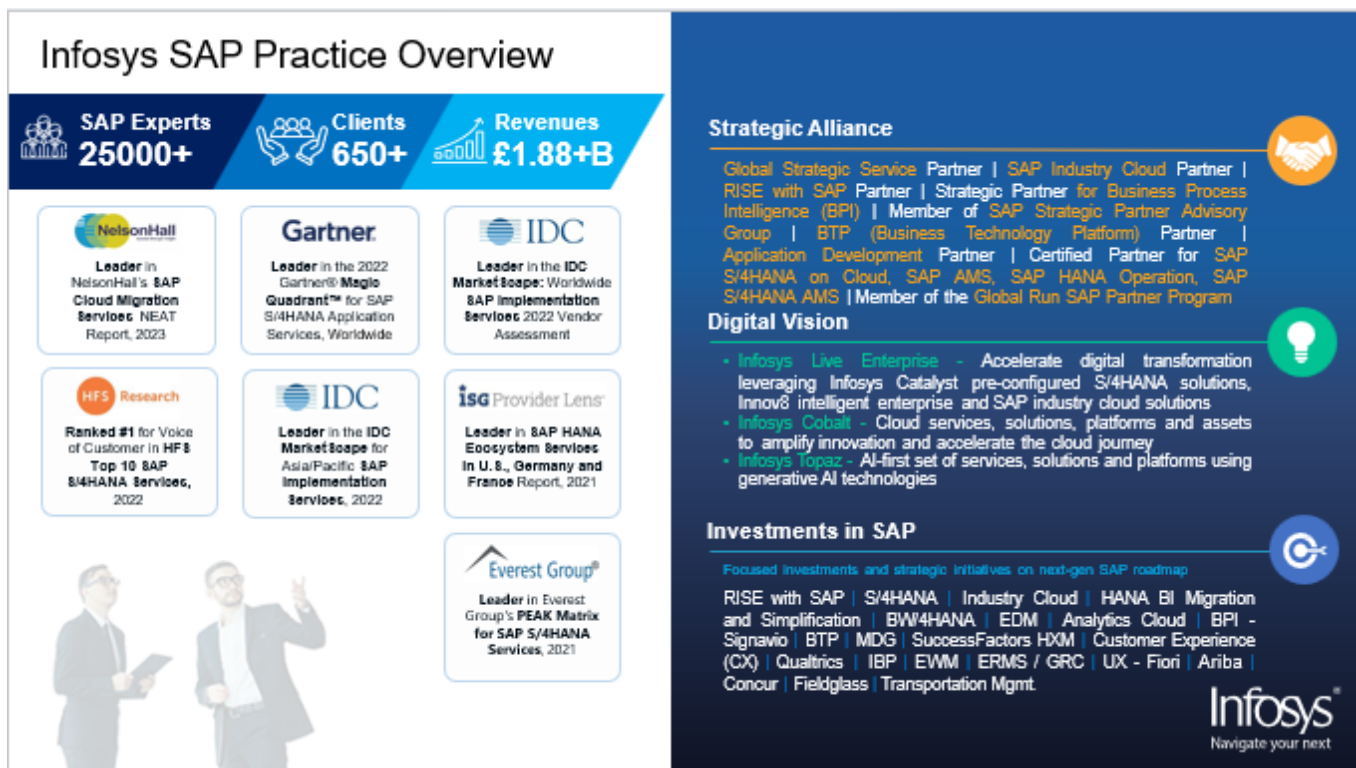 Infosys SAP Practice Overview
SAP Experts
25000+
Clients
650+
Revenues
£1.88+B
NelsonHall
Leader in
NelsonHall's SAP
Cloud Migration
Services NEAT
Report, 2023
Gartner
Leader in the 2022
Gartner® Magic
Quadrant™ for SAP
S/4HANA Application
Services, Worldwide
IDC
Leader in the IDC
MarketScape: Worldwide
SAP Implementation
Services 2022 Vendor
Assessment
HFS Research
Ranked #1 for Voice
of Customer in HFS
Top 10 SAP
S/4HANA Services,
2022
IDC
Leader in the IDC
MarketScape for
Asia/Pacific SAP
Implementation
Services, 2022
ISG Provider Lens
Leader in SAP HANA
Ecosystem Services
in U.S., Germany and
France Report, 2021
Everest Group®
Leader in Everest
Group's PEAK Matrix
for SAP S/4HANA
Services, 2021
Strategic Alliance
Global Strategic Service Partner | SAP Industry Cloud Partner |
RISE with SAP Partner | Strategic Partner for Business Process
Intelligence (BPI) | Member of SAP Strategic Partner Advisory
Group | BTP (Business Technology Platform) Partner |
Application Development Partner | Certified Partner for SAP
S/4HANA on Cloud, SAP AMS, SAP HANA Operation, SAP
S/4HANA AMS | Member of the Global Run SAP Partner Program
Digital Vision
• Infosys Live Enterprise - Accelerate digital transformation
leveraging Infosys Catalyst pre-configured S/4HANA solutions,
Innov8 intelligent enterprise and SAP industry cloud solutions
• Infosys Cobalt - Cloud services, solutions, platforms and assets
to amplify innovation and accelerate the cloud journey
• Infosys Topaz - AI-first set of services, solutions and platforms using
generative AI technologies
Investments in SAP
Focused investments and strategic initiatives on next-gen SAP roadmap
RISE with SAP | S/4HANA | Industry Cloud | HANA BI Migration
and Simplification | BW/4HANA | EDM | Analytics Cloud | BPI -
Signavio | BTP | MDG | SuccessFactors HXM | Customer Experience
(CX) | Qualtrics | IBP | EWM | ERMS / GRC | UX - Fiori | Ariba |
Concur | Fieldglass | Transportation Mgmt.
Infosys®
Navigate your next